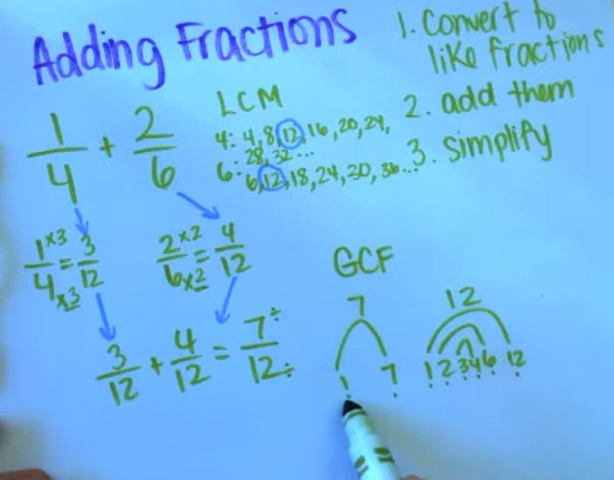 Adding Fractions
1. Convert to
like fractions
2. add them
3. simplify
LCM
4: 4, 8, 12, 16, 20, 24,
28, 32...
6:
6, 12, 18, 24, 30, 36...
1/4 + 2/6
1×3/4×3 = 3/12
2×2/6×2 = 4/12
3/12 + 4/12 = 7÷/12÷
GCF
7
1 7
12
1 2 3 4 6 12